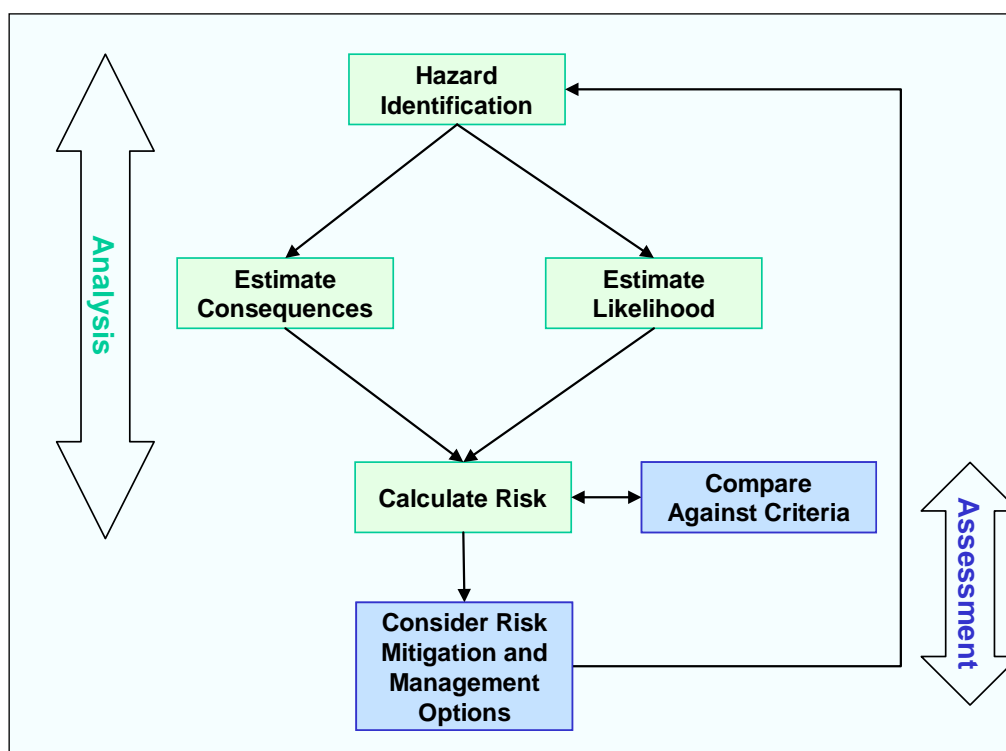 Hazard
Identification
Analysis
Estimate
Consequences
Estimate
Likelihood
Calculate Risk
Compare
Against Criteria
Assessment
Consider Risk
Mitigation and
Management
Options